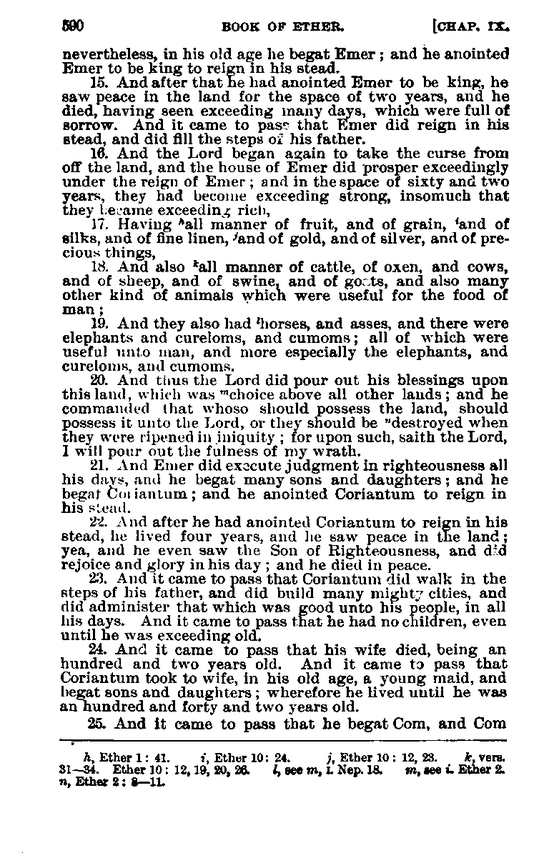 590 BOOK OF ETHER. [CHAP. IX.
nevertheless, in his old age he begat Emer; and he anointed
Emer to be king to reign in his stead.
15. And after that he had anointed Emer to be king, he
saw peace in the land for the space of two years, and he
died, having seen exceeding many days, which were full of
sorrow. And it came to pass that Emer did reign in his
stead, and did fill the steps of his father.
16. And the Lord began again to take the curse from
off the land, and the house of Emer did prosper exceedingly
under the reign of Emer; and in the space of sixty and two
years, they had become exceeding strong, insomuch that
they became exceeding rich,
17. Having ʰall manner of fruit, and of grain, ⁱand of
silks, and of fine linen, ʲand of gold, and of silver, and of pre-
cious things,
18. And also ᵏall manner of cattle, of oxen, and cows,
and of sheep, and of swine, and of goats, and also many
other kind of animals which were useful for the food of
man;
19. And they also had ˡhorses, and asses, and there were
elephants and cureloms, and cumoms; all of which were
useful unto man, and more especially the elephants, and
cureloms, and cumoms.
20. And thus the Lord did pour out his blessings upon
this land, which was ᵐchoice above all other lands; and he
commanded that whoso should possess the land, should
possess it unto the Lord, or they should be ⁿdestroyed when
they were ripened in iniquity; for upon such, saith the Lord,
I will pour out the fulness of my wrath.
21. And Emer did execute judgment in righteousness all
his days, and he begat many sons and daughters; and he
begat Coriantum; and he anointed Coriantum to reign in
his stead.
22. And after he had anointed Coriantum to reign in his
stead, he lived four years, and he saw peace in the land;
yea, and he even saw the Son of Righteousness, and did
rejoice and glory in his day; and he died in peace.
23. And it came to pass that Coriantum did walk in the
steps of his father, and did build many mighty cities, and
did administer that which was good unto his people, in all
his days. And it came to pass that he had no children, even
until he was exceeding old.
24. And it came to pass that his wife died, being an
hundred and two years old. And it came to pass that
Coriantum took to wife, in his old age, a young maid, and
begat sons and daughters; wherefore he lived until he was
an hundred and forty and two years old.
25. And it came to pass that he begat Com, and Com
h, Ether 1: 41. i, Ether 10: 24. j, Ether 10: 12, 23. k, vers.
31—34. Ether 10: 12, 19, 20, 26. l, see m, I. Nep. 18. m, see i. Ether 2.
n, Ether 2: 8—11.